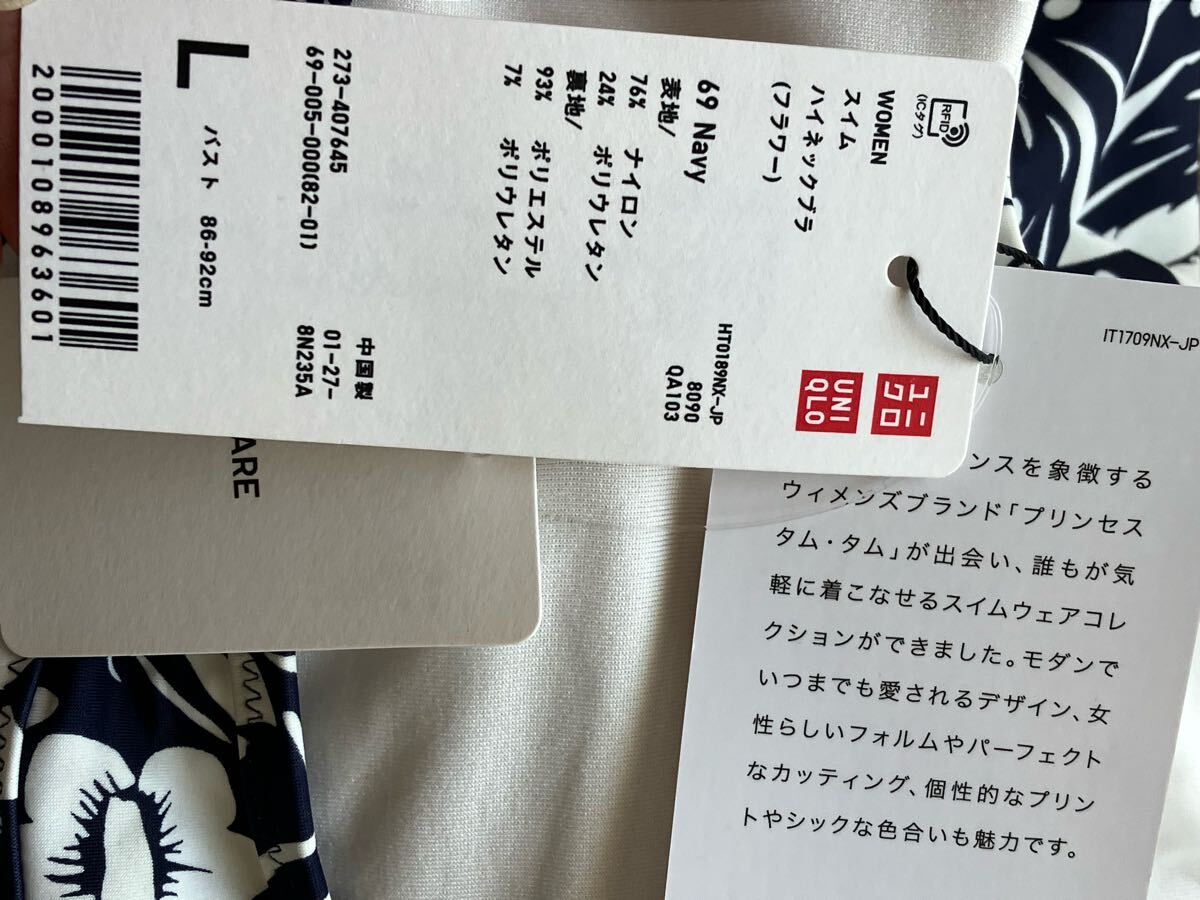 RFID
(ICタグ)
WOMEN
スイム
ハイネックブラ
(フラワー)
69 Navy
表地/
76% ナイロン
24% ポリウレタン
裏地/
93% ポリエステル
7% ポリウレタン
HT0189NX-JP
8090
QA103
ユニ
クロ
UNI
QLO
273-407645
69-005-000(82-01)
中国製
01-27-
8N235A
L
バスト 86-92cm
2000108963601
ARE
IT1709NX-JP
ンスを象徴する
ウィメンズブランド「プリンセス
タム・タム」が出会い、誰もが気
軽に着こなせるスイムウェアコレ
クションができました。モダンで
いつまでも愛されるデザイン、女
性らしいフォルムやパーフェクト
なカッティング、個性的なプリン
トやシックな色合いも魅力です。